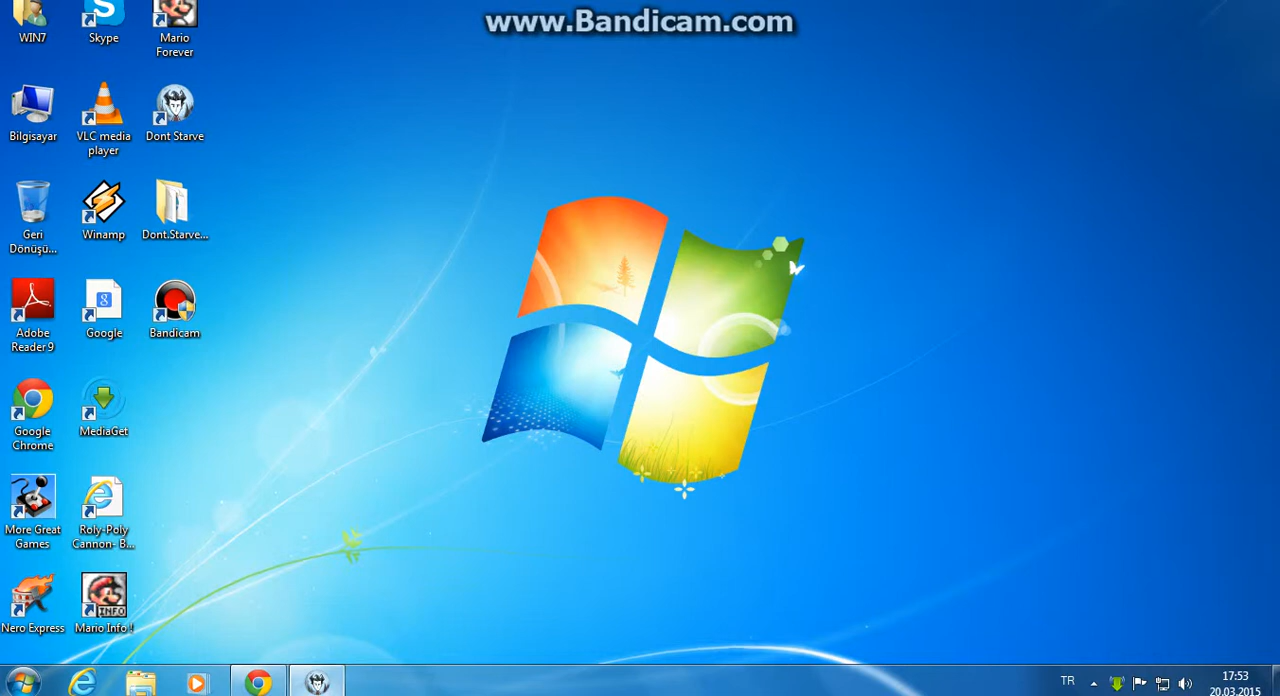 www.Bandicam.com
WIN7
Skype
Mario
Forever
Bilgisayar
VLC media
player
Dont Starve
Geri
Dönüşü...
Winamp
Dont.Starve...
Adobe
Reader 9
Google
Bandicam
Google
Chrome
MediaGet
More Great
Games
Roly-Poly
Cannon- B...
Nero Express
INFO
Mario Info !
TR
17:53
20.03.2015